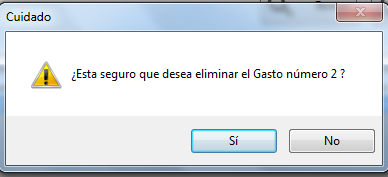 Cuidado
¿Esta seguro que desea eliminar el Gasto número 2 ?
Sí
No